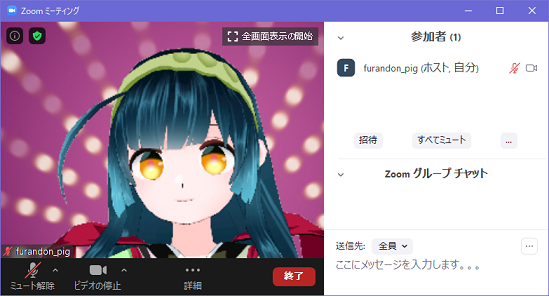 Zoom ミーティング
全画面表示の開始
furandon_pig
ミュート解除
ビデオの停止
詳細
終了
参加者 (1)
F
furandon_pig (ホスト, 自分)
招待
すべてミュート
...
Zoom グループ チャット
送信先: 全員
ここにメッセージを入力します。。。